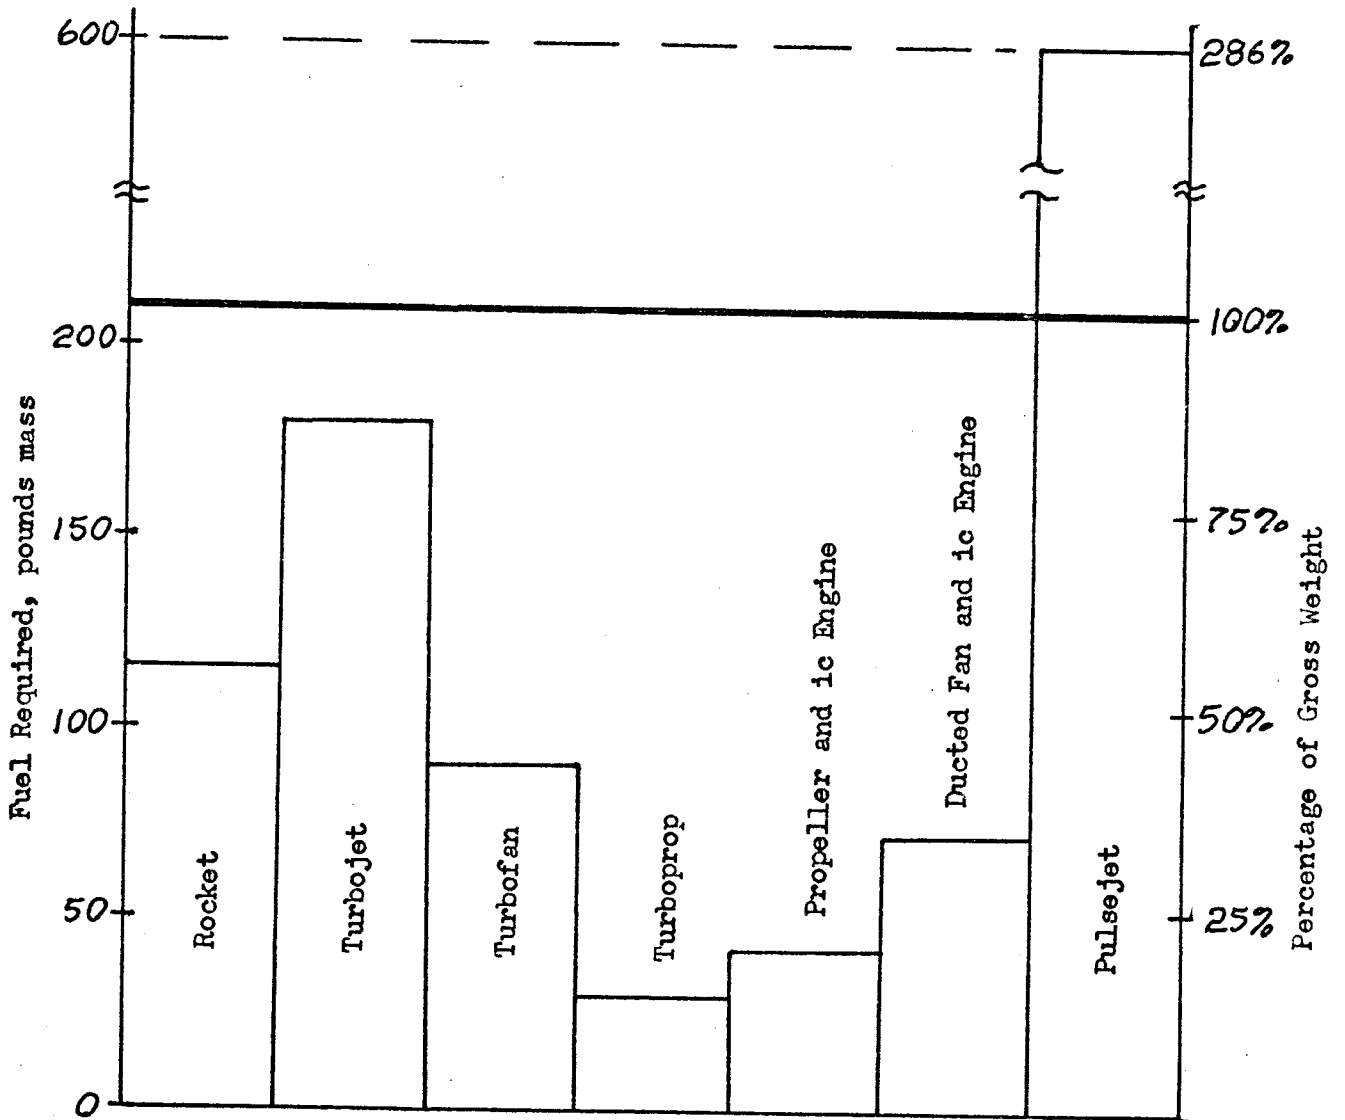 600
286%
200
100%
Fuel Required, pounds mass
150
75%
100
50%
50
25%
0
Percentage of Gross Weight
Rocket
Turbojet
Turbofan
Turboprop
Propeller and ic Engine
Ducted Fan and ic Engine
Pulsejet